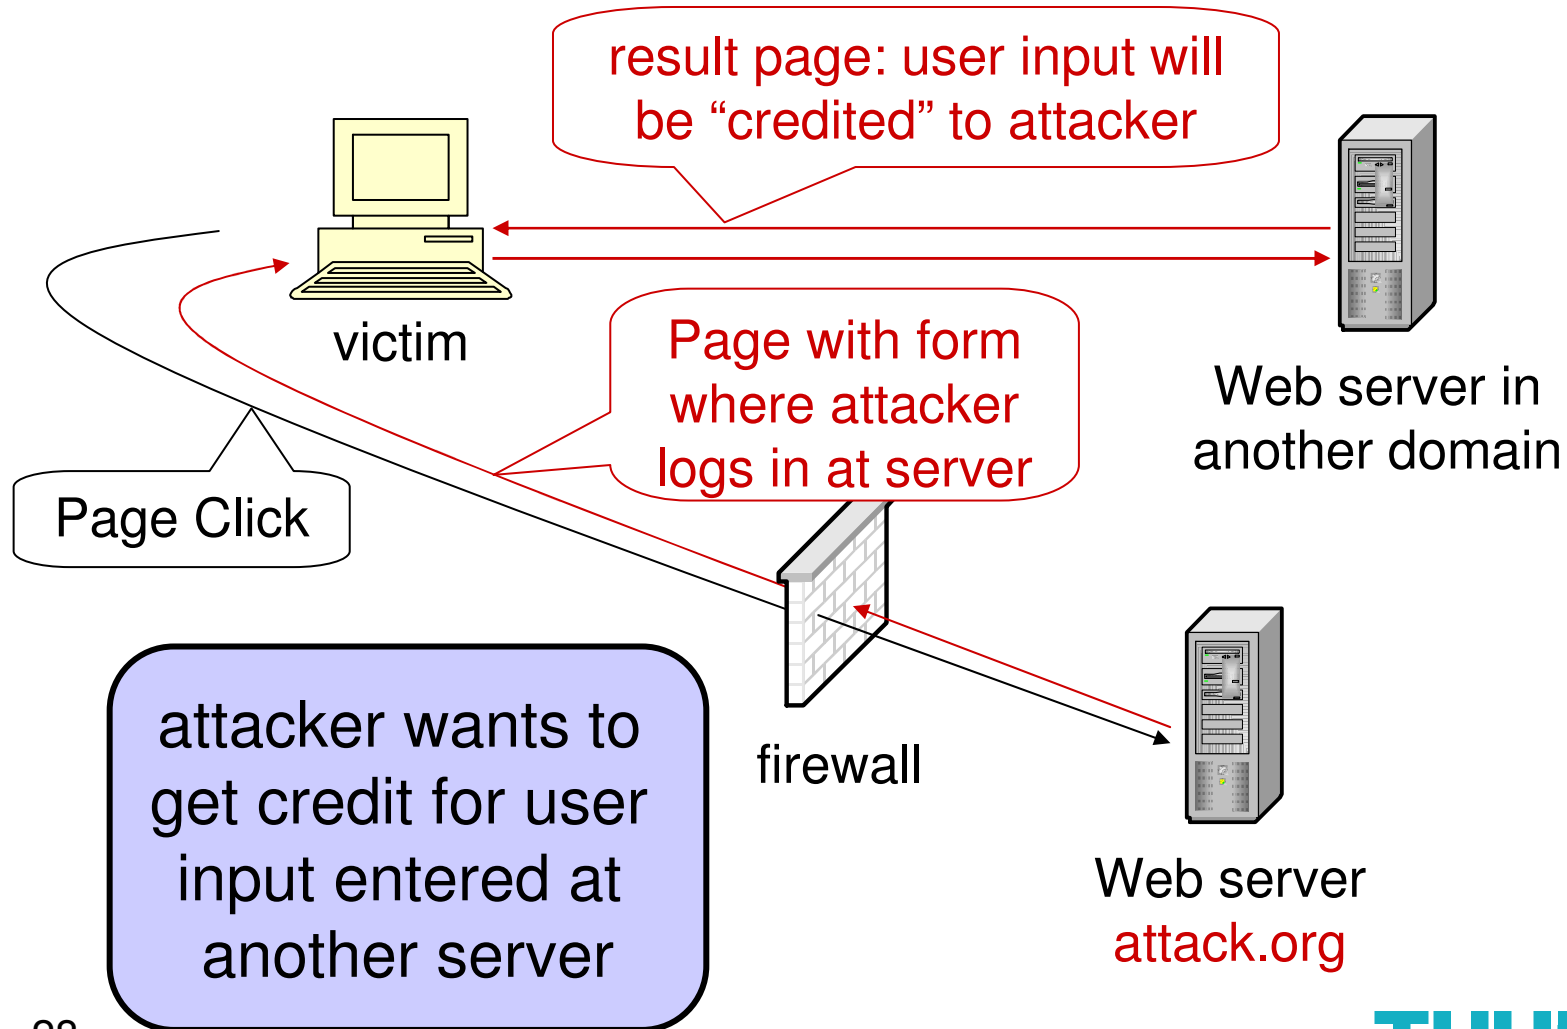 result page: user input will
be “credited” to attacker
victim
Page with form
where attacker
logs in at server
Web server in
another domain
Page Click
firewall
attacker wants to
get credit for user
input entered at
another server
Web server
attack.org